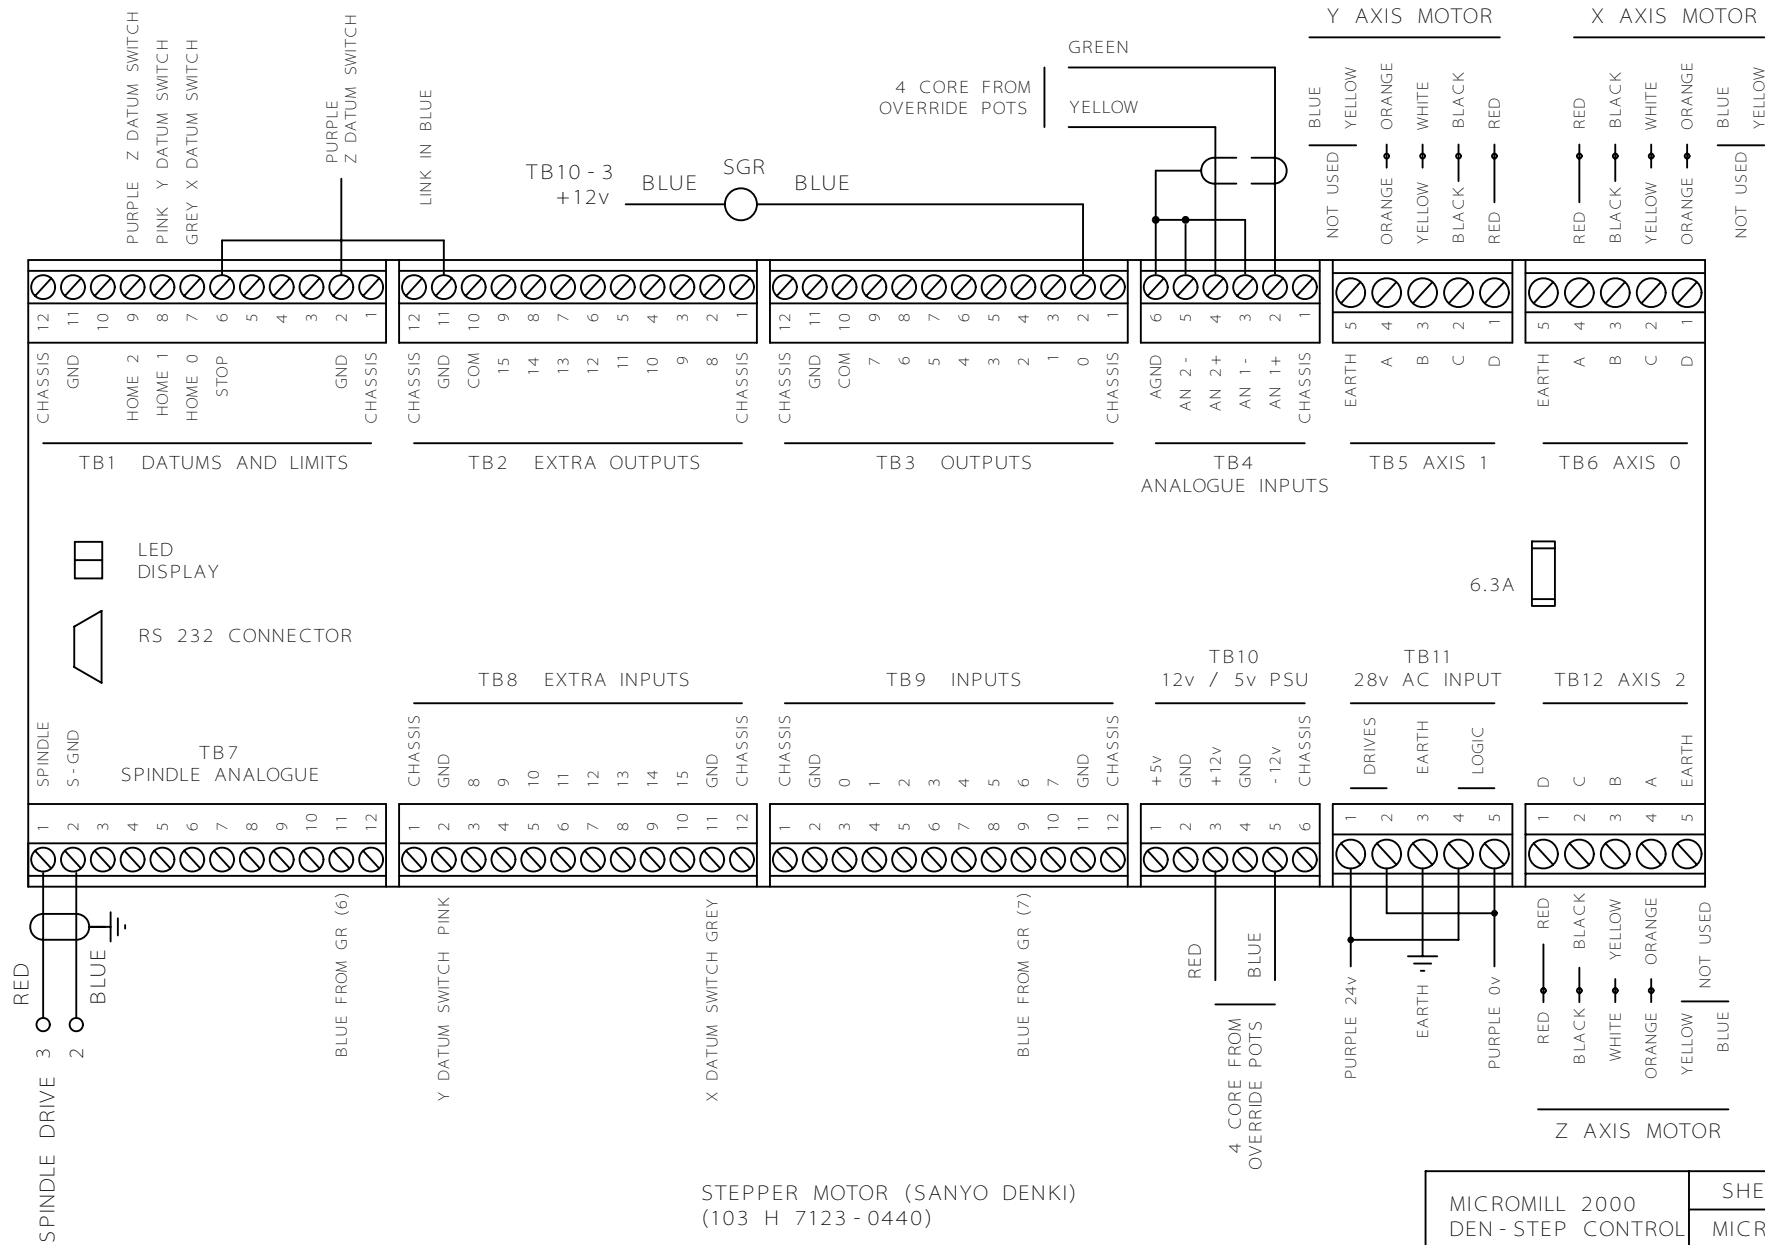 PURPLE Z DATUM SWITCH
PINK Y DATUM SWITCH
GREY X DATUM SWITCH
PURPLE
Z DATUM SWITCH
LINK IN BLUE
TB10 - 3
+12v
BLUE
SGR
BLUE
4 CORE FROM
OVERRIDE POTS
GREEN
YELLOW
Y AXIS MOTOR
BLUE
YELLOW
NOT USED
ORANGE
ORANGE
WHITE
YELLOW
BLACK
BLACK
RED
RED
X AXIS MOTOR
RED
RED
BLACK
BLACK
WHITE
YELLOW
ORANGE
ORANGE
BLUE
YELLOW
NOT USED
12 11 10 9 8 7 6 5 4 3 2 1
CHASSIS GND HOME 2 HOME 1 HOME 0 STOP GND CHASSIS
TB1 DATUMS AND LIMITS
12 11 10 9 8 7 6 5 4 3 2 1
CHASSIS GND COM 15 14 13 12 11 10 9 8 CHASSIS
TB2 EXTRA OUTPUTS
12 11 10 9 8 7 6 5 4 3 2 1
CHASSIS GND COM 7 6 5 4 3 2 1 0 CHASSIS
TB3 OUTPUTS
6 5 4 3 2 1
AGND AN 2 - AN 2+ AN 1 - AN 1+ CHASSIS
TB4
ANALOGUE INPUTS
5 4 3 2 1
EARTH A B C D
TB5 AXIS 1
5 4 3 2 1
EARTH A B C D
TB6 AXIS 0
LED
DISPLAY
RS 232 CONNECTOR
6.3A
TB7
SPINDLE ANALOGUE
SPINDLE S - GND
1 2 3 4 5 6 7 8 9 10 11 12
TB8 EXTRA INPUTS
CHASSIS GND 8 9 10 11 12 13 14 15 GND CHASSIS
1 2 3 4 5 6 7 8 9 10 11 12
TB9 INPUTS
CHASSIS GND 0 1 2 3 4 5 6 7 GND CHASSIS
1 2 3 4 5 6 7 8 9 10 11 12
TB10
12v / 5v PSU
+5v GND +12v GND -12v CHASSIS
1 2 3 4 5 6
TB11
28v AC INPUT
DRIVES EARTH LOGIC
1 2 3 4 5
TB12 AXIS 2
D C B A EARTH
1 2 3 4 5
RED
BLUE
3
2
SPINDLE DRIVE
BLUE FROM GR (6)
Y DATUM SWITCH PINK
X DATUM SWITCH GREY
BLUE FROM GR (7)
RED
BLUE
4 CORE FROM
OVERRIDE POTS
PURPLE 24v
EARTH
PURPLE 0v
RED
RED
BLACK
BLACK
YELLOW
WHITE
ORANGE
ORANGE
NOT USED
YELLOW
BLUE
Z AXIS MOTOR
STEPPER MOTOR (SANYO DENKI)
(103 H 7123 - 0440)
MICROMILL 2000
DEN - STEP CONTROL
SHE
MICR